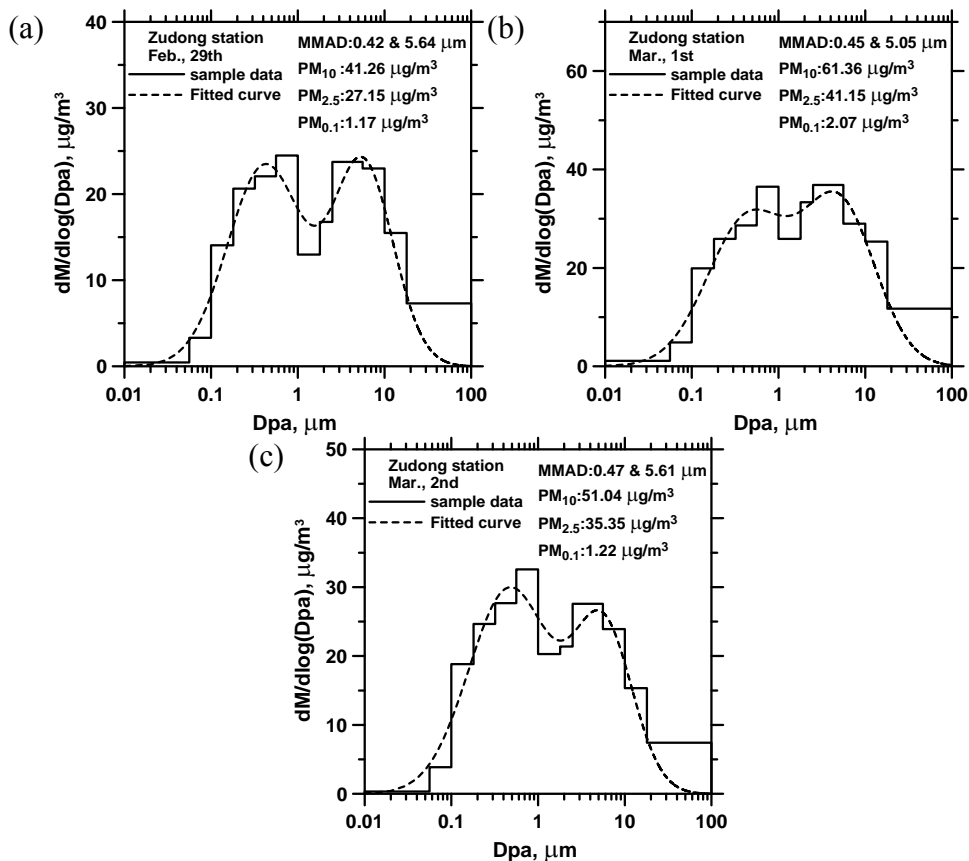 (a)
Zudong station
Feb., 29th
sample data
Fitted curve
MMAD:0.42 & 5.64 μm
PM10:41.26 μg/m3
PM2.5:27.15 μg/m3
PM0.1:1.17 μg/m3
dM/dlog(Dpa), μg/m3
40
30
20
10
0
0.01 0.1 1 10 100
Dpa, μm
(b)
Zudong station
Mar., 1st
sample data
Fitted curve
MMAD:0.45 & 5.05 μm
PM10:61.36 μg/m3
PM2.5:41.15 μg/m3
PM0.1:2.07 μg/m3
dM/dlog(Dpa), μg/m3
60
40
20
0
0.01 0.1 1 10 100
Dpa, μm
(c)
Zudong station
Mar., 2nd
sample data
Fitted curve
MMAD:0.47 & 5.61 μm
PM10:51.04 μg/m3
PM2.5:35.35 μg/m3
PM0.1:1.22 μg/m3
dM/dlog(Dpa), μg/m3
50
40
30
20
10
0
0.01 0.1 1 10 100
Dpa, μm